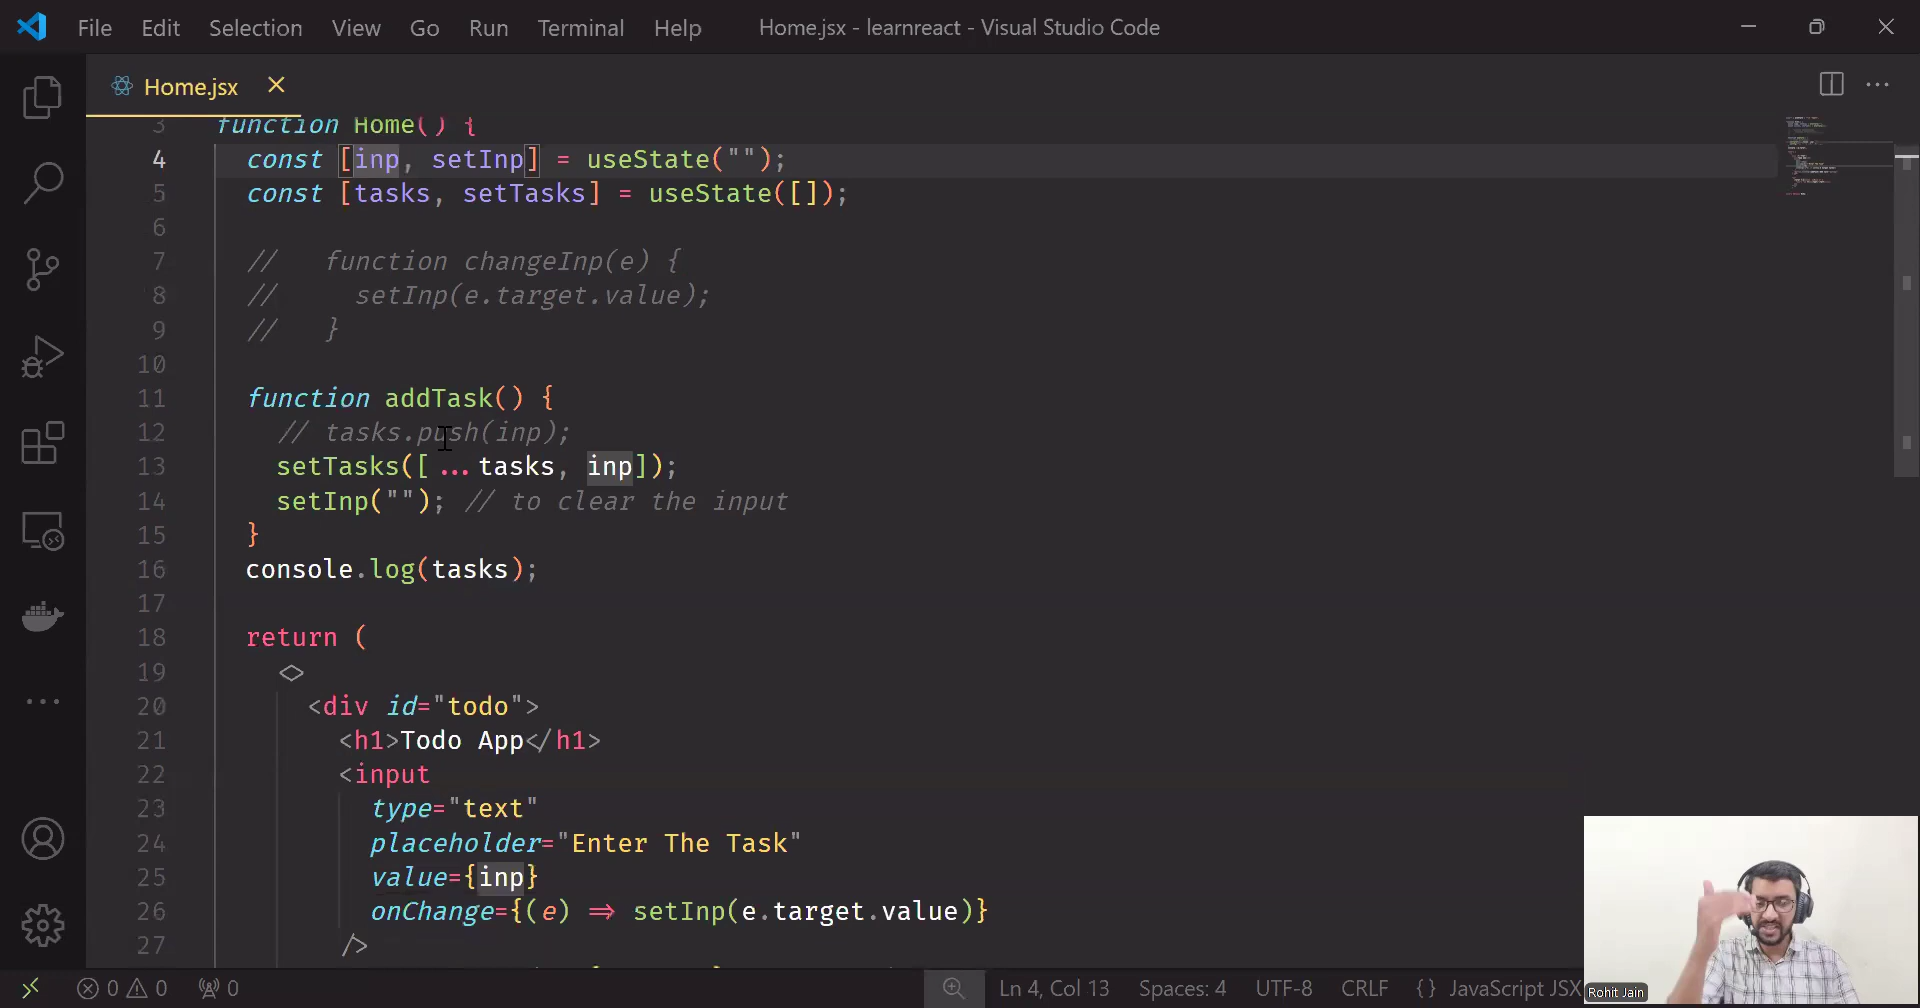 File Edit Selection View Go Run Terminal Help Home.jsx - learnreact - Visual Studio Code
Home.jsx
3 function Home() {
4 const [inp, setInp] = useState("");
5 const [tasks, setTasks] = useState([]);
6
7 // function changeInp(e) {
8 // setInp(e.target.value);
9 // }
10
11 function addTask() {
12 // tasks.push(inp);
13 setTasks([...tasks, inp]);
14 setInp(""); // to clear the input
15 }
16 console.log(tasks);
17
18 return (
19 <>
20 <div id="todo">
21 <h1>Todo App</h1>
22 <input
23 type="text"
24 placeholder="Enter The Task"
25 value={inp}
26 onChange={(e) => setInp(e.target.value)}
27 />
0 0 0 Ln 4, Col 13 Spaces: 4 UTF-8 CRLF {} JavaScript JSX
Rohit Jain